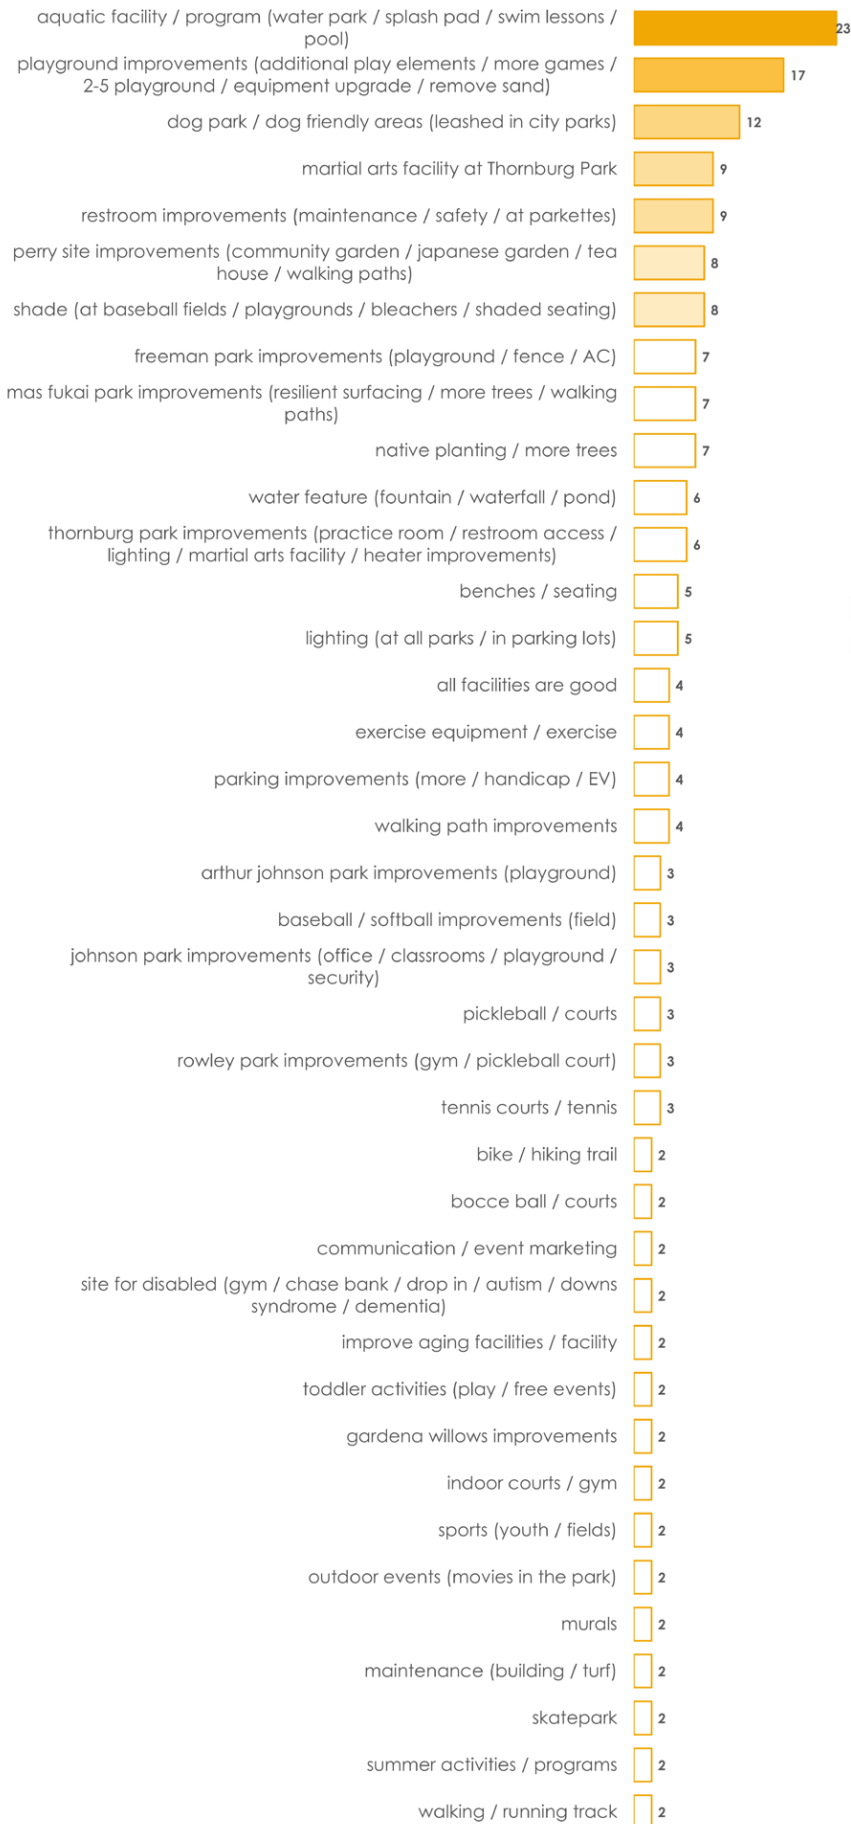 aquatic facility / program (water park / splash pad / swim lessons /
pool)
23
playground improvements (additional play elements / more games /
2-5 playground / equipment upgrade / remove sand)
17
dog park / dog friendly areas (leashed in city parks)
12
martial arts facility at Thornburg Park
9
restroom improvements (maintenance / safety / at parkettes)
9
perry site improvements (community garden / japanese garden / tea
house / walking paths)
8
shade (at baseball fields / playgrounds / bleachers / shaded seating)
8
freeman park improvements (playground / fence / AC)
7
mas fukai park improvements (resilient surfacing / more trees / walking
paths)
7
native planting / more trees
7
water feature (fountain / waterfall / pond)
6
thornburg park improvements (practice room / restroom access /
lighting / martial arts facility / heater improvements)
6
benches / seating
5
lighting (at all parks / in parking lots)
5
all facilities are good
4
exercise equipment / exercise
4
parking improvements (more / handicap / EV)
4
walking path improvements
4
arthur johnson park improvements (playground)
3
baseball / softball improvements (field)
3
johnson park improvements (office / classrooms / playground /
security)
3
pickleball / courts
3
rowley park improvements (gym / pickleball court)
3
tennis courts / tennis
3
bike / hiking trail
2
bocce ball / courts
2
communication / event marketing
2
site for disabled (gym / chase bank / drop in / autism / downs
syndrome / dementia)
2
improve aging facilities / facility
2
toddler activities (play / free events)
2
gardena willows improvements
2
indoor courts / gym
2
sports (youth / fields)
2
outdoor events (movies in the park)
2
murals
2
maintenance (building / turf)
2
skatepark
2
summer activities / programs
2
walking / running track
2